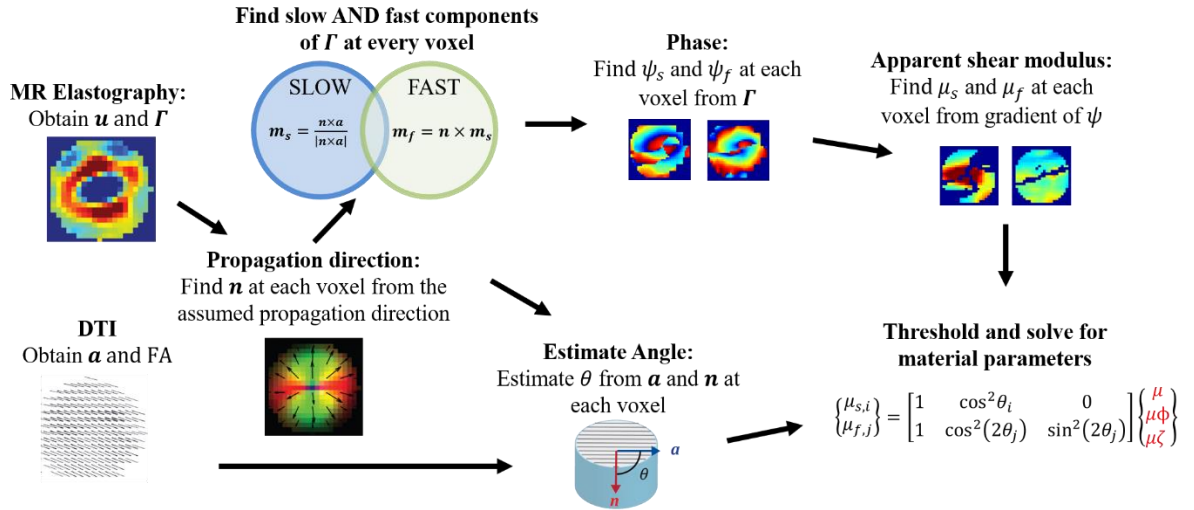 MR Elastography:
Obtain u and Γ
Find slow AND fast components
of Γ at every voxel
SLOW
m_s = n×a / |n×a|
FAST
m_f = n × m_s
Phase:
Find ψ_s and ψ_f at each
voxel from Γ
Apparent shear modulus:
Find μ_s and μ_f at each
voxel from gradient of ψ
Propagation direction:
Find n at each voxel from the
assumed propagation direction
DTI
Obtain a and FA
Estimate Angle:
Estimate θ from a and n at
each voxel
a
θ
n
Threshold and solve for
material parameters
{μ_s,i} = [1 cos²θ_i 0] {μ}
{μ_f,j} [1 cos²(2θ_j) sin²(2θ_j)] {μϕ}
{μζ}